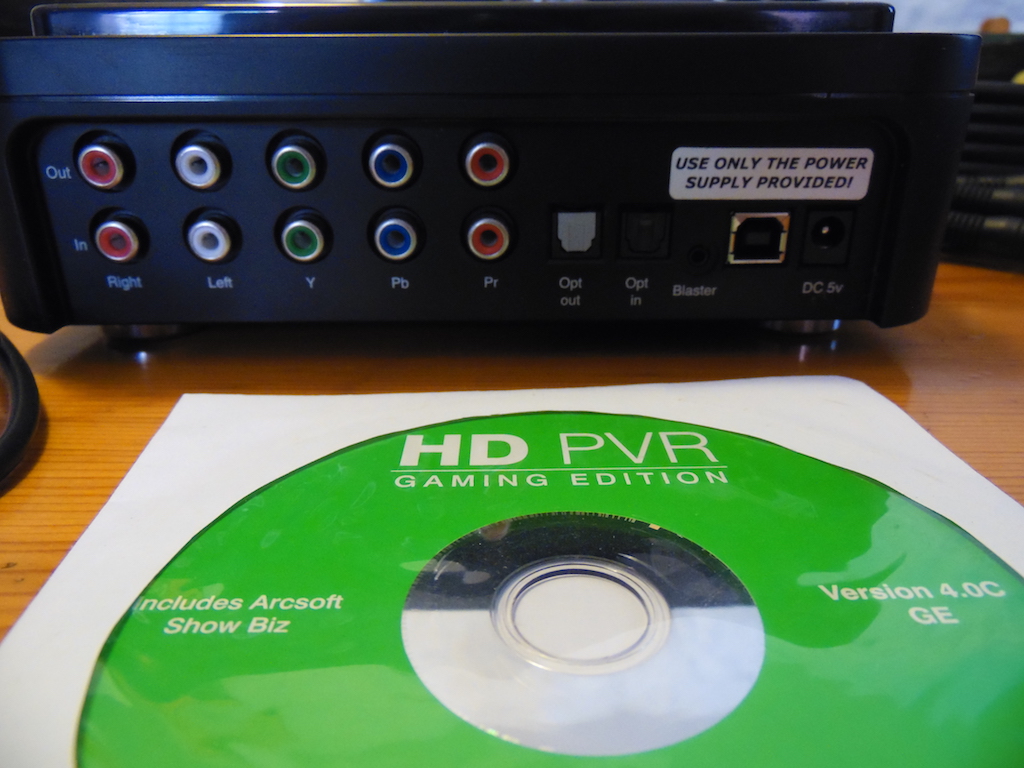 Out
USE ONLY THE POWER
SUPPLY PROVIDED!
In
Right Left Y Pb Pr Opt out Opt in Blaster DC 5v
HD PVR
GAMING EDITION
Includes Arcsoft
Show Biz
Version 4.0C
GE